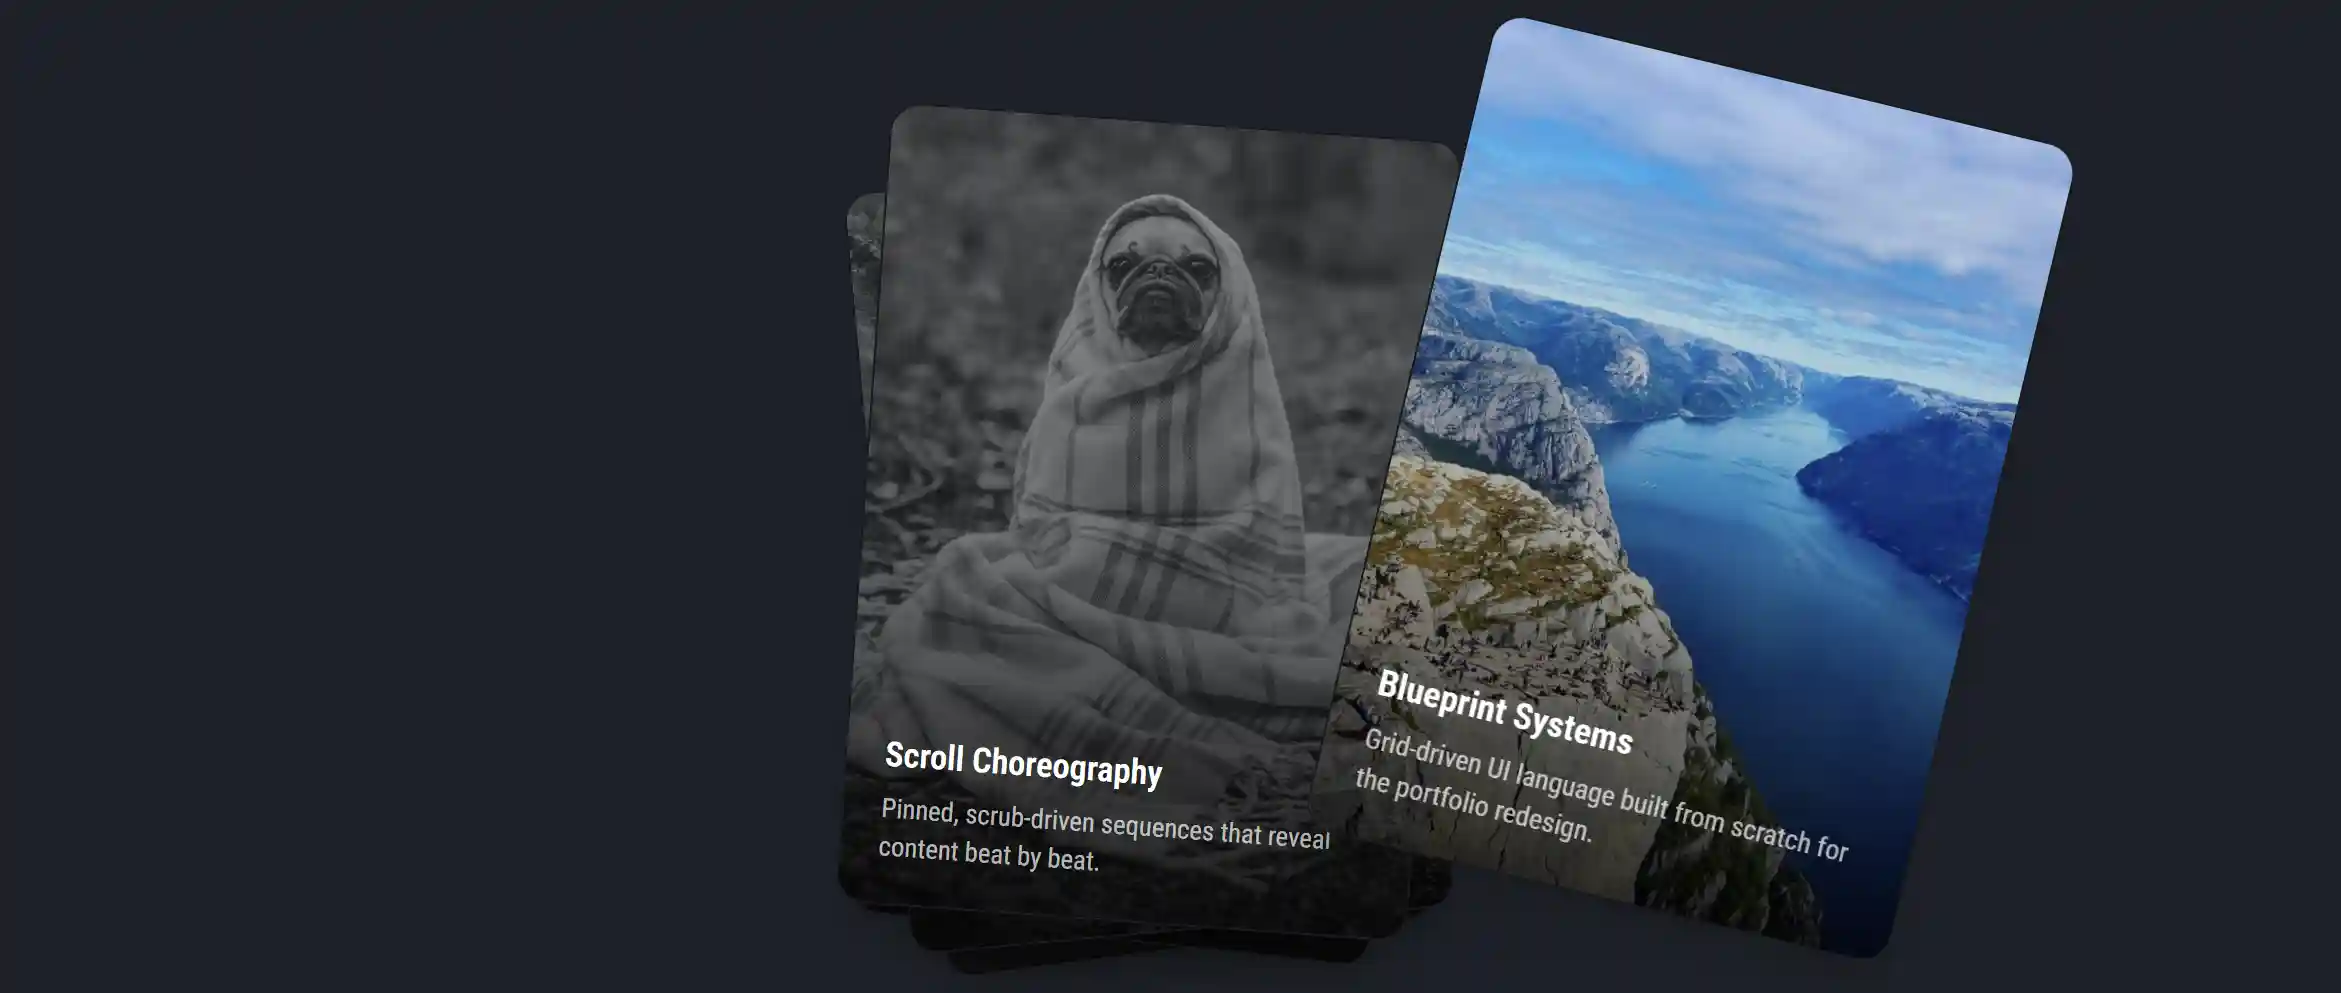 Scroll Choreography
Pinned, scrub-driven sequences that reveal
content beat by beat.
Blueprint Systems
Grid-driven UI language built from scratch for
the portfolio redesign.